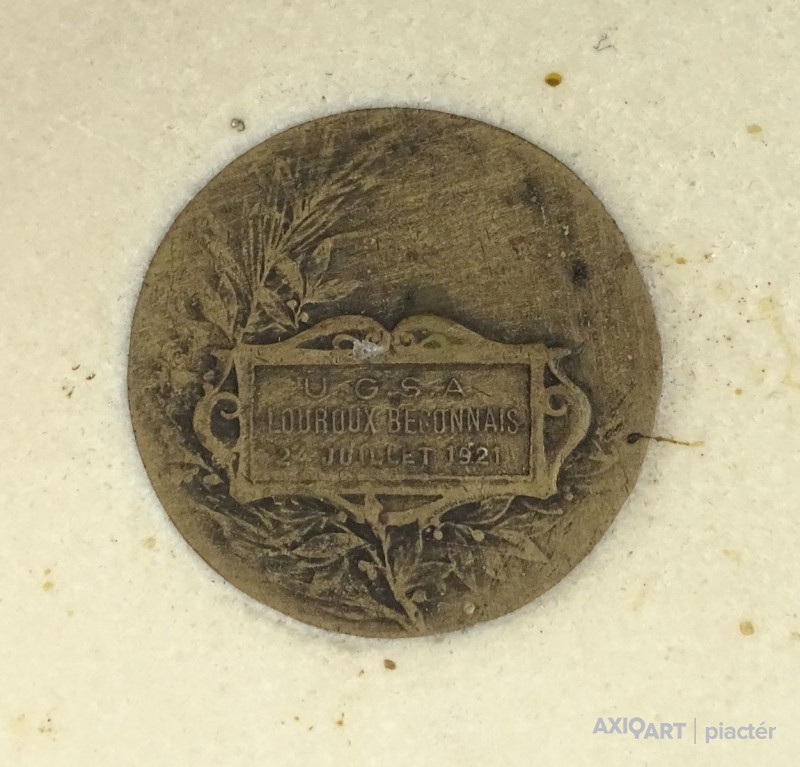 U.G.S.A.
LOUROUX BECONNAIS
24 JUILLET 1921
AXIOART | piactér